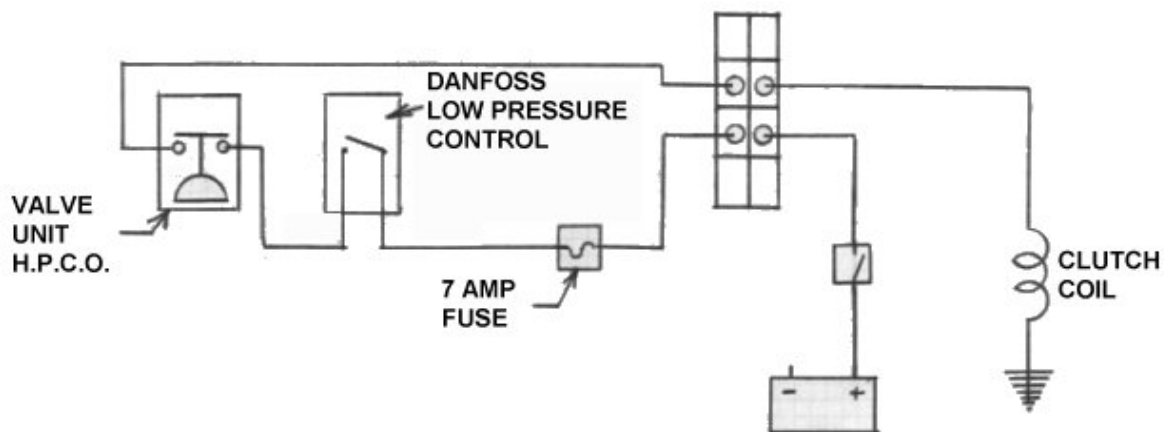 DANFOSS
LOW PRESSURE
CONTROL
VALVE
UNIT
H.P.C.O.
7 AMP
FUSE
CLUTCH
COIL
- +